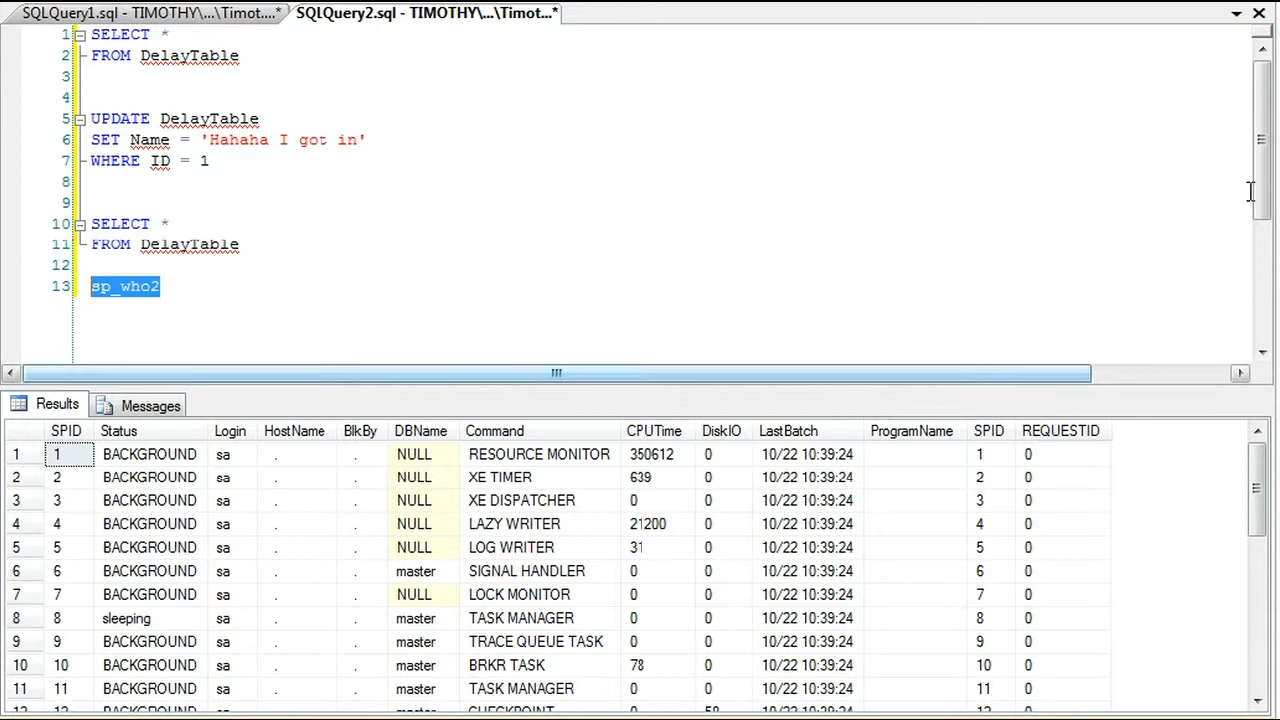 SQLQuery1.sql - TIMOTHY\...\Timot...* SQLQuery2.sql - TIMOTHY\...\Timot...*
1 SELECT *
2 FROM DelayTable
3
4
5 UPDATE DelayTable
6 SET Name = 'Hahaha I got in'
7 WHERE ID = 1
8
9
10 SELECT *
11 FROM DelayTable
12
13 sp_who2
Results Messages
SPID Status Login HostName BlkBy DBName Command CPUTime DiskIO LastBatch ProgramName SPID REQUESTID
1 1 BACKGROUND sa . . NULL RESOURCE MONITOR 350612 0 10/22 10:39:24 1 0
2 2 BACKGROUND sa . . NULL XE TIMER 639 0 10/22 10:39:24 2 0
3 3 BACKGROUND sa . . NULL XE DISPATCHER 0 0 10/22 10:39:24 3 0
4 4 BACKGROUND sa . . NULL LAZY WRITER 21200 0 10/22 10:39:24 4 0
5 5 BACKGROUND sa . . NULL LOG WRITER 31 0 10/22 10:39:24 5 0
6 6 BACKGROUND sa . . master SIGNAL HANDLER 0 0 10/22 10:39:24 6 0
7 7 BACKGROUND sa . . NULL LOCK MONITOR 0 0 10/22 10:39:24 7 0
8 8 sleeping sa . . master TASK MANAGER 0 0 10/22 10:39:24 8 0
9 9 BACKGROUND sa . . master TRACE QUEUE TASK 0 0 10/22 10:39:24 9 0
10 10 BACKGROUND sa . . master BRKR TASK 78 0 10/22 10:39:24 10 0
11 11 BACKGROUND sa . . master TASK MANAGER 0 0 10/22 10:39:24 11 0